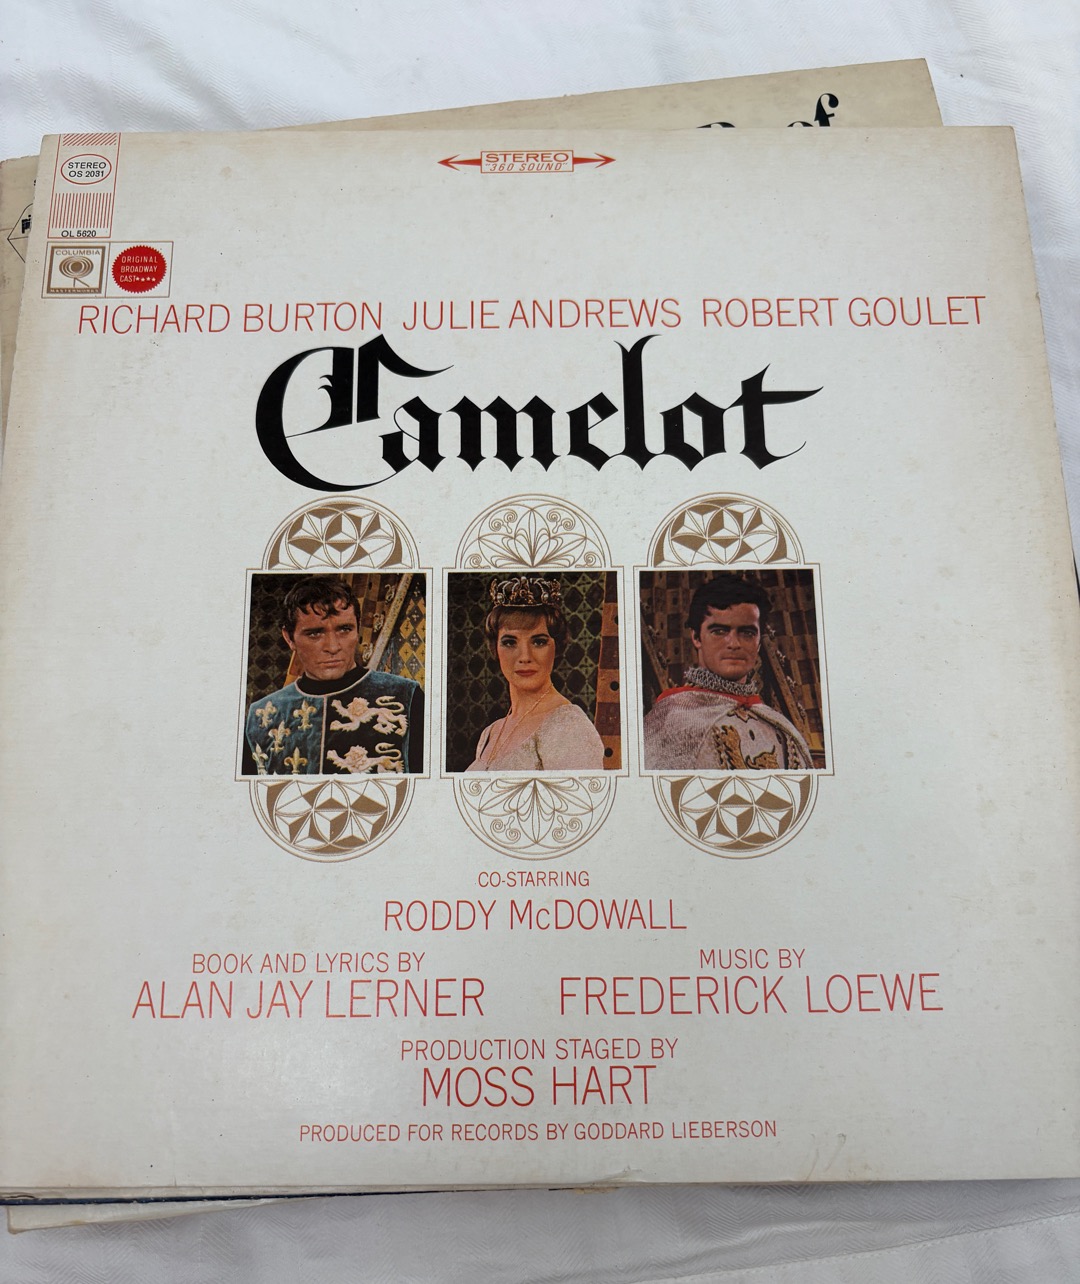 of
STEREO
OS 2031
OL 5620
STEREO
"360 SOUND"
COLUMBIA
MASTERWORKS
ORIGINAL
BROADWAY
CAST★★★★
RICHARD BURTON JULIE ANDREWS ROBERT GOULET
Camelot
CO-STARRING
RODDY McDOWALL
BOOK AND LYRICS BY
ALAN JAY LERNER
MUSIC BY
FREDERICK LOEWE
PRODUCTION STAGED BY
MOSS HART
PRODUCED FOR RECORDS BY GODDARD LIEBERSON